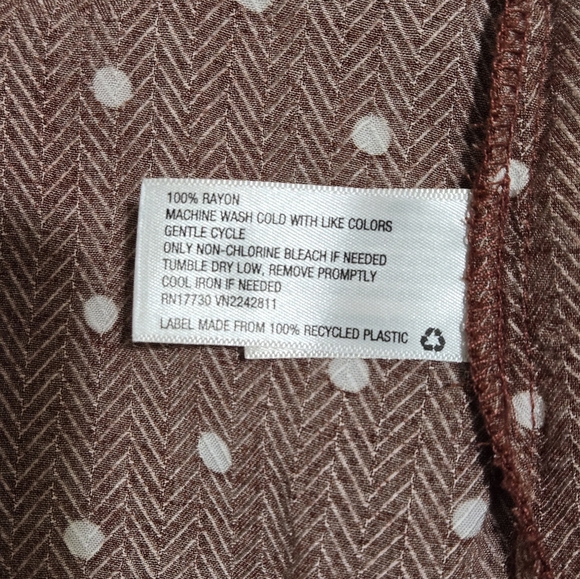 100% RAYON
MACHINE WASH COLD WITH LIKE COLORS
GENTLE CYCLE
ONLY NON-CHLORINE BLEACH IF NEEDED
TUMBLE DRY LOW, REMOVE PROMPTLY
COOL IRON IF NEEDED
RN17730 VN2242811
LABEL MADE FROM 100% RECYCLED PLASTIC